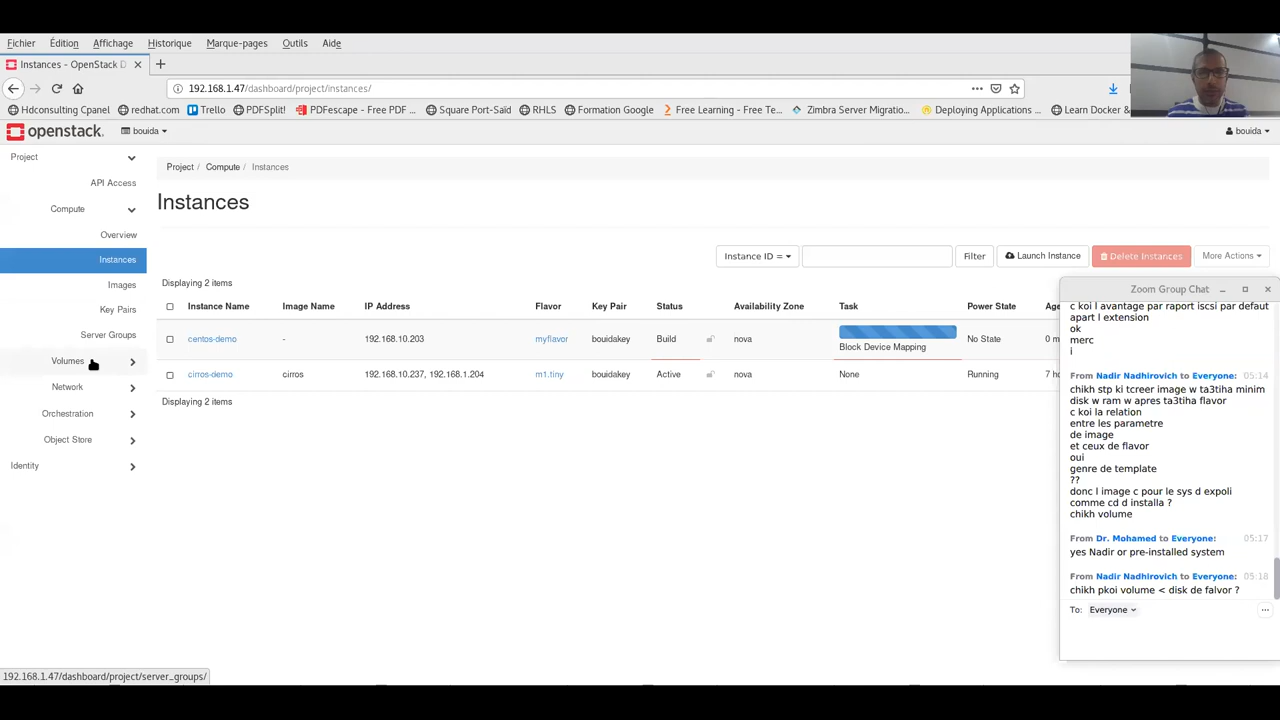 Fichier Édition Affichage Historique Marque-pages Outils Aide
Instances - OpenStack D
192.168.1.47/dashboard/project/instances/
Hdconsulting Cpanel redhat.com Trello PDFSplit! PDFescape - Free PDF ... Square Port-Saïd RHLS Formation Google Free Learning - Free Te... Zimbra Server Migratio... Deploying Applications ... Learn Docker &
openstack. bouida bouida
Project
API Access
Compute
Overview
Instances
Images
Key Pairs
Server Groups
Volumes
Network
Orchestration
Object Store
Identity
Project / Compute / Instances
Instances
Instance ID = Filter Launch Instance Delete Instances More Actions
Displaying 2 items
Instance Name Image Name IP Address Flavor Key Pair Status Availability Zone Task Power State Age
centos-demo - 192.168.10.203 myflavor bouidakey Build nova Block Device Mapping No State 0 m
cirros-demo cirros 192.168.10.237, 192.168.1.204 m1.tiny bouidakey Active nova None Running 7 ho
Displaying 2 items
Zoom Group Chat
c koi l avantage par raport iscsi par defaut
apart l extension
ok
merc
i
From Nadir Nadhirovich to Everyone: 05:14
chikh stp ki tcreer image w ta3tiha minim
disk w ram w apres ta3tiha flavor
c koi la relation
entre les parametre
de image
et ceux de flavor
oui
genre de template
??
donc l image c pour le sys d expoli
comme cd d installa ?
chikh volume
From Dr. Mohamed to Everyone: 05:17
yes Nadir or pre-installed system
From Nadir Nadhirovich to Everyone: 05:18
chikh pkoi volume < disk de falvor ?
To: Everyone
192.168.1.47/dashboard/project/server_groups/